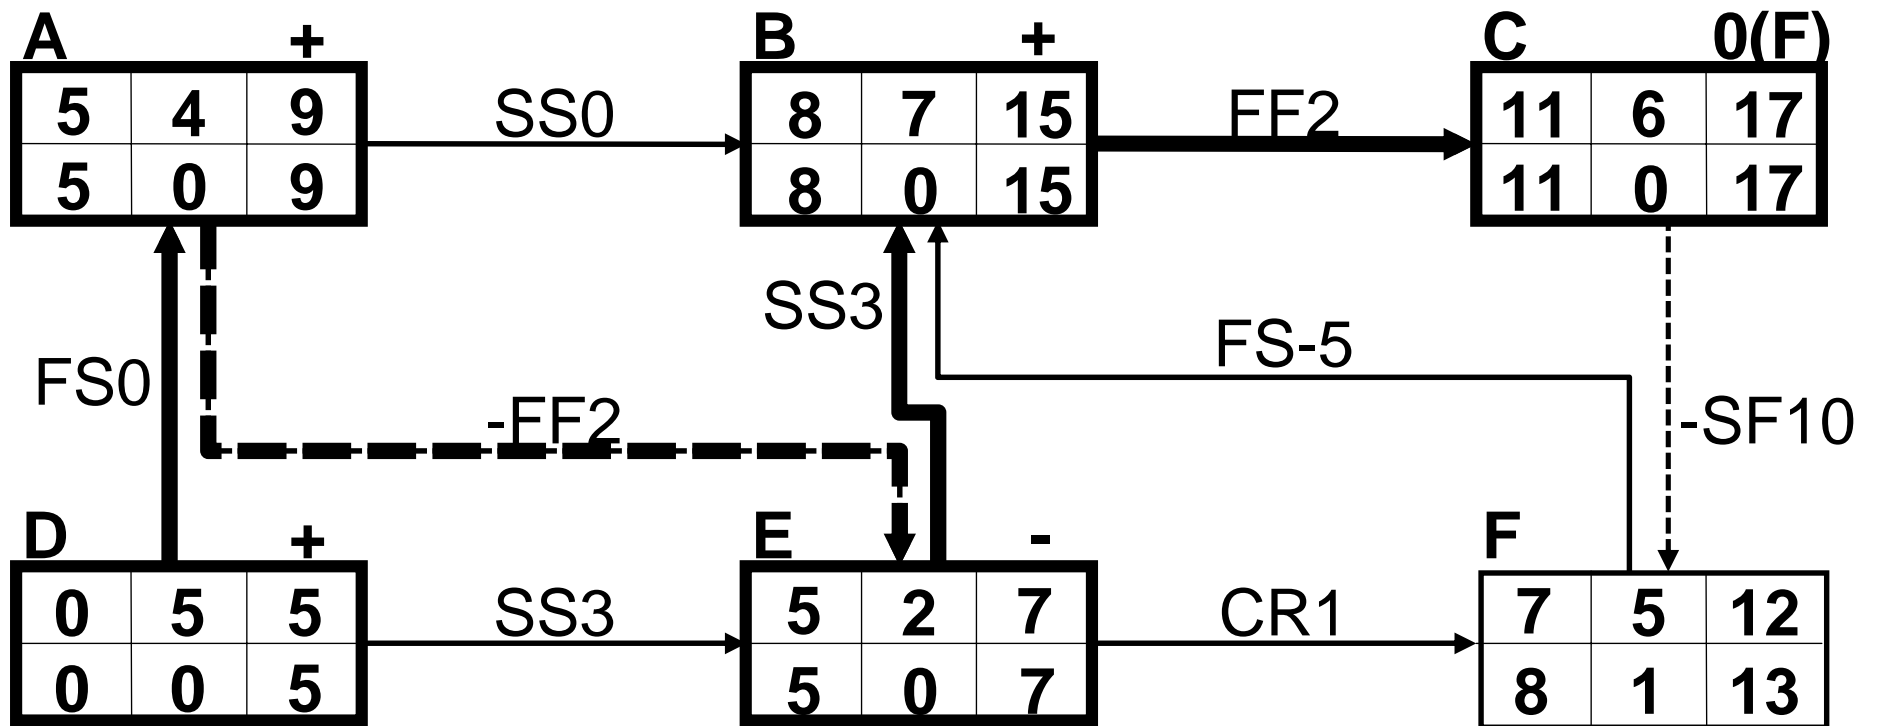 A + B + C 0(F)
5 4 9 SS0 8 7 15 FF2 11 6 17
5 0 9 8 0 15 11 0 17
SS3
FS-5
FS0
-FF2 -SF10
D + E - F
0 5 5 SS3 5 2 7 CR1 7 5 12
0 0 5 5 0 7 8 1 13